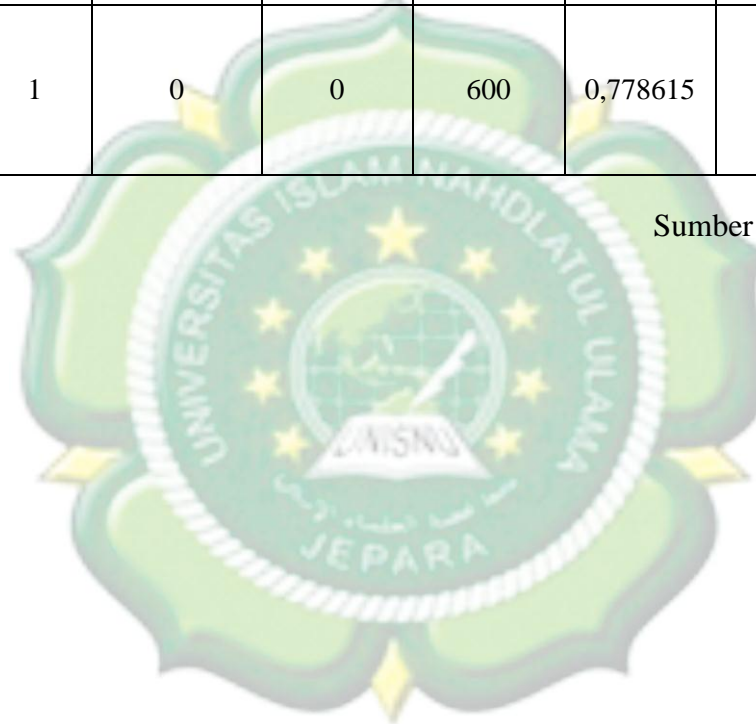 1 0 0 600 0,778615
Sumber
UNIVERSITAS ISLAM NAHDLATUL ULAMA
UNISNU
JEPARA